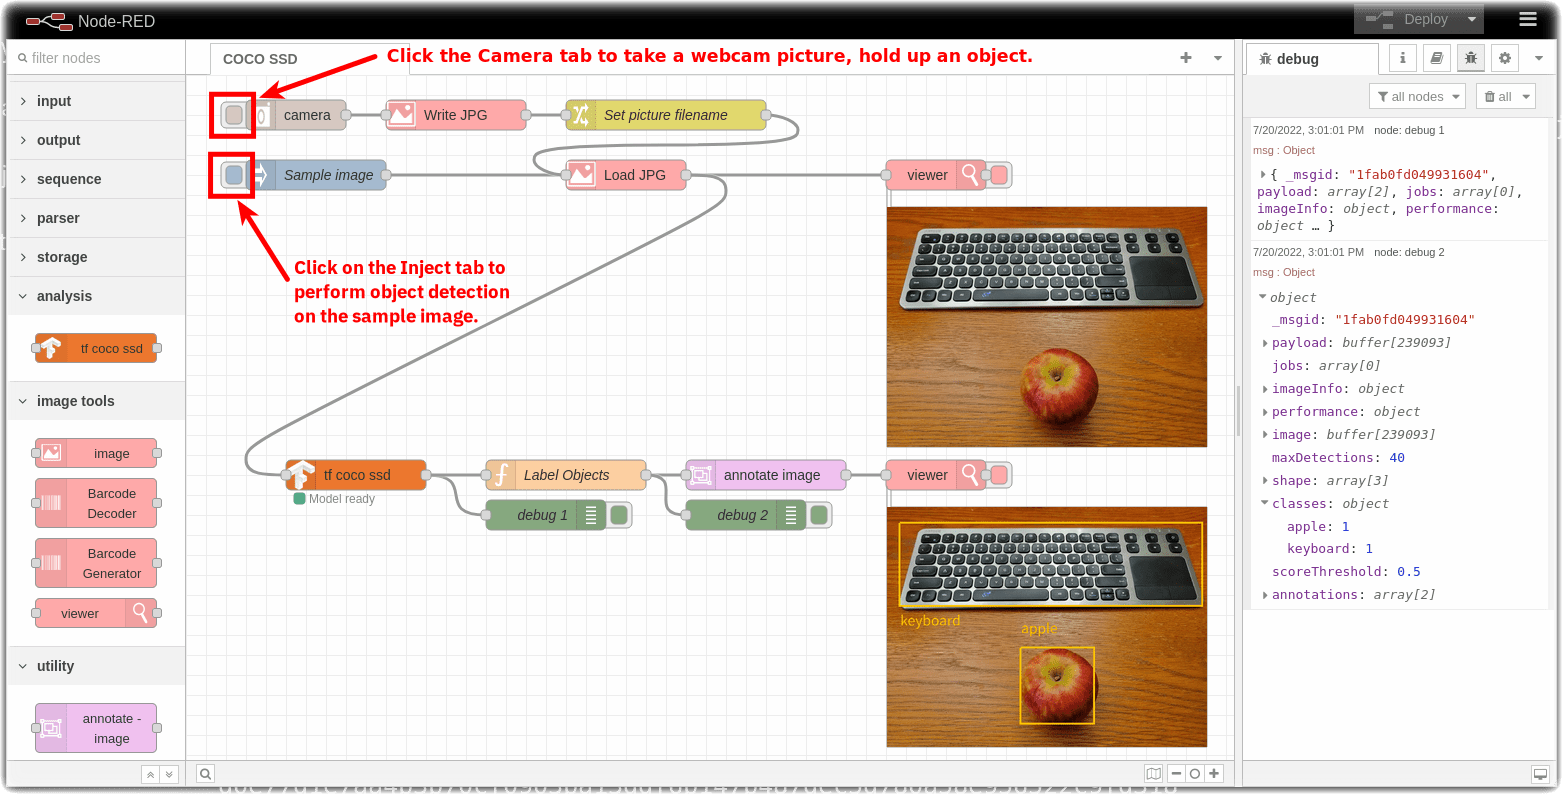 Node-RED
Deploy
filter nodes
input
output
sequence
parser
storage
analysis
tf coco ssd
image tools
image
Barcode
Decoder
Barcode
Generator
viewer
utility
annotate -
image
COCO SSD
Click the Camera tab to take a webcam picture, hold up an object.
camera
Write JPG
Set picture filename
Sample image
Load JPG
viewer
Click on the Inject tab to
perform object detection
on the sample image.
tf coco ssd
Model ready
Label Objects
annotate image
viewer
debug 1
debug 2
keyboard
apple
debug
all nodes
all
7/20/2022, 3:01:01 PM node: debug 1
msg : Object
{ _msgid: "1fab0fd049931604",
payload: array[2], jobs: array[0],
imageInfo: object, performance:
object … }
7/20/2022, 3:01:01 PM node: debug 2
msg : Object
object
_msgid: "1fab0fd049931604"
payload: buffer[239093]
jobs: array[0]
imageInfo: object
performance: object
image: buffer[239093]
maxDetections: 40
shape: array[3]
classes: object
apple: 1
keyboard: 1
scoreThreshold: 0.5
annotations: array[2]